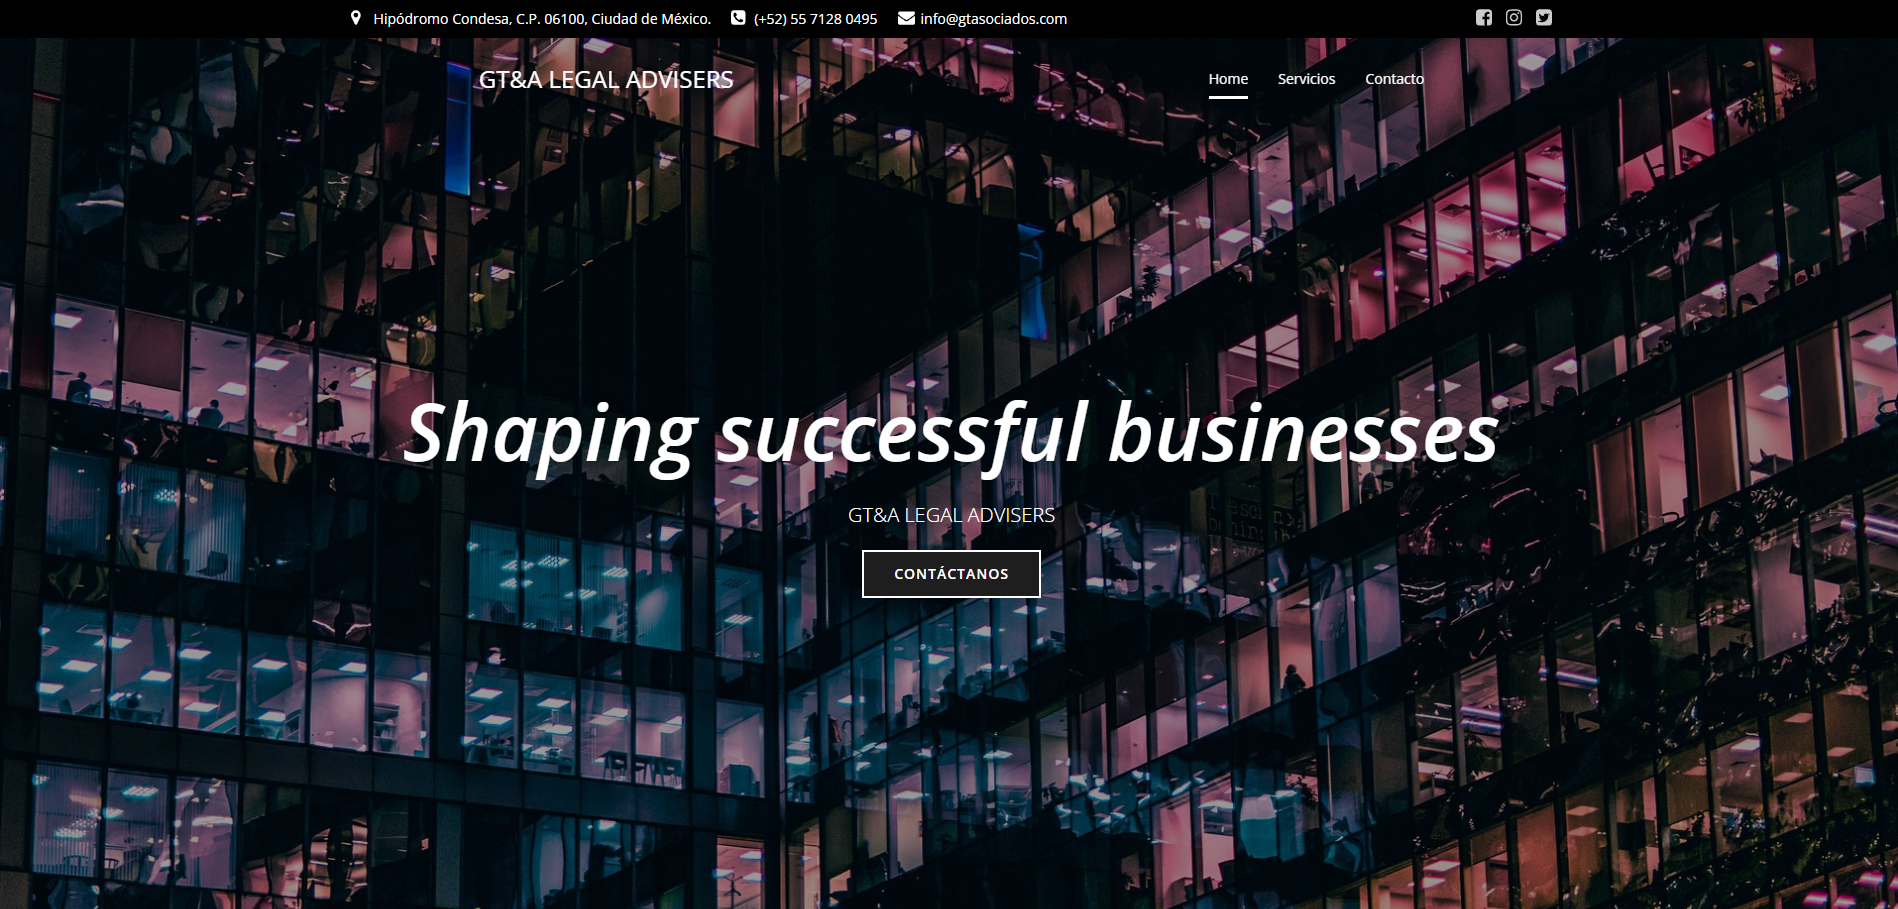 Hipódromo Condesa, C.P. 06100, Ciudad de México. (+52) 55 7128 0495 info@gtasociados.com
GT&A LEGAL ADVISERS Home Servicios Contacto
Shaping successful businesses
GT&A LEGAL ADVISERS
CONTÁCTANOS